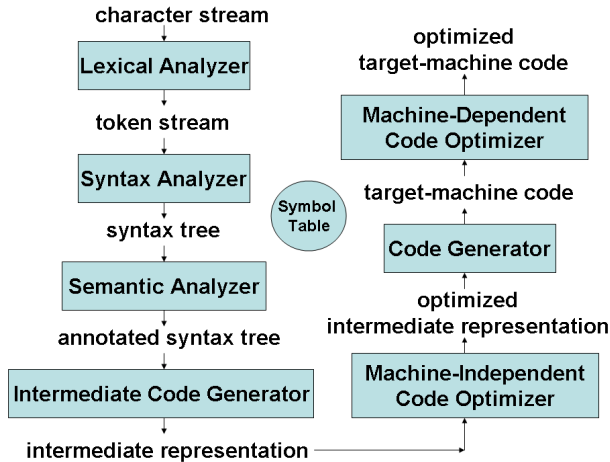 character stream
Lexical Analyzer
token stream
Syntax Analyzer
syntax tree
Semantic Analyzer
annotated syntax tree
Intermediate Code Generator
intermediate representation
Symbol
Table
optimized
target-machine code
Machine-Dependent
Code Optimizer
target-machine code
Code Generator
optimized
intermediate representation
Machine-Independent
Code Optimizer